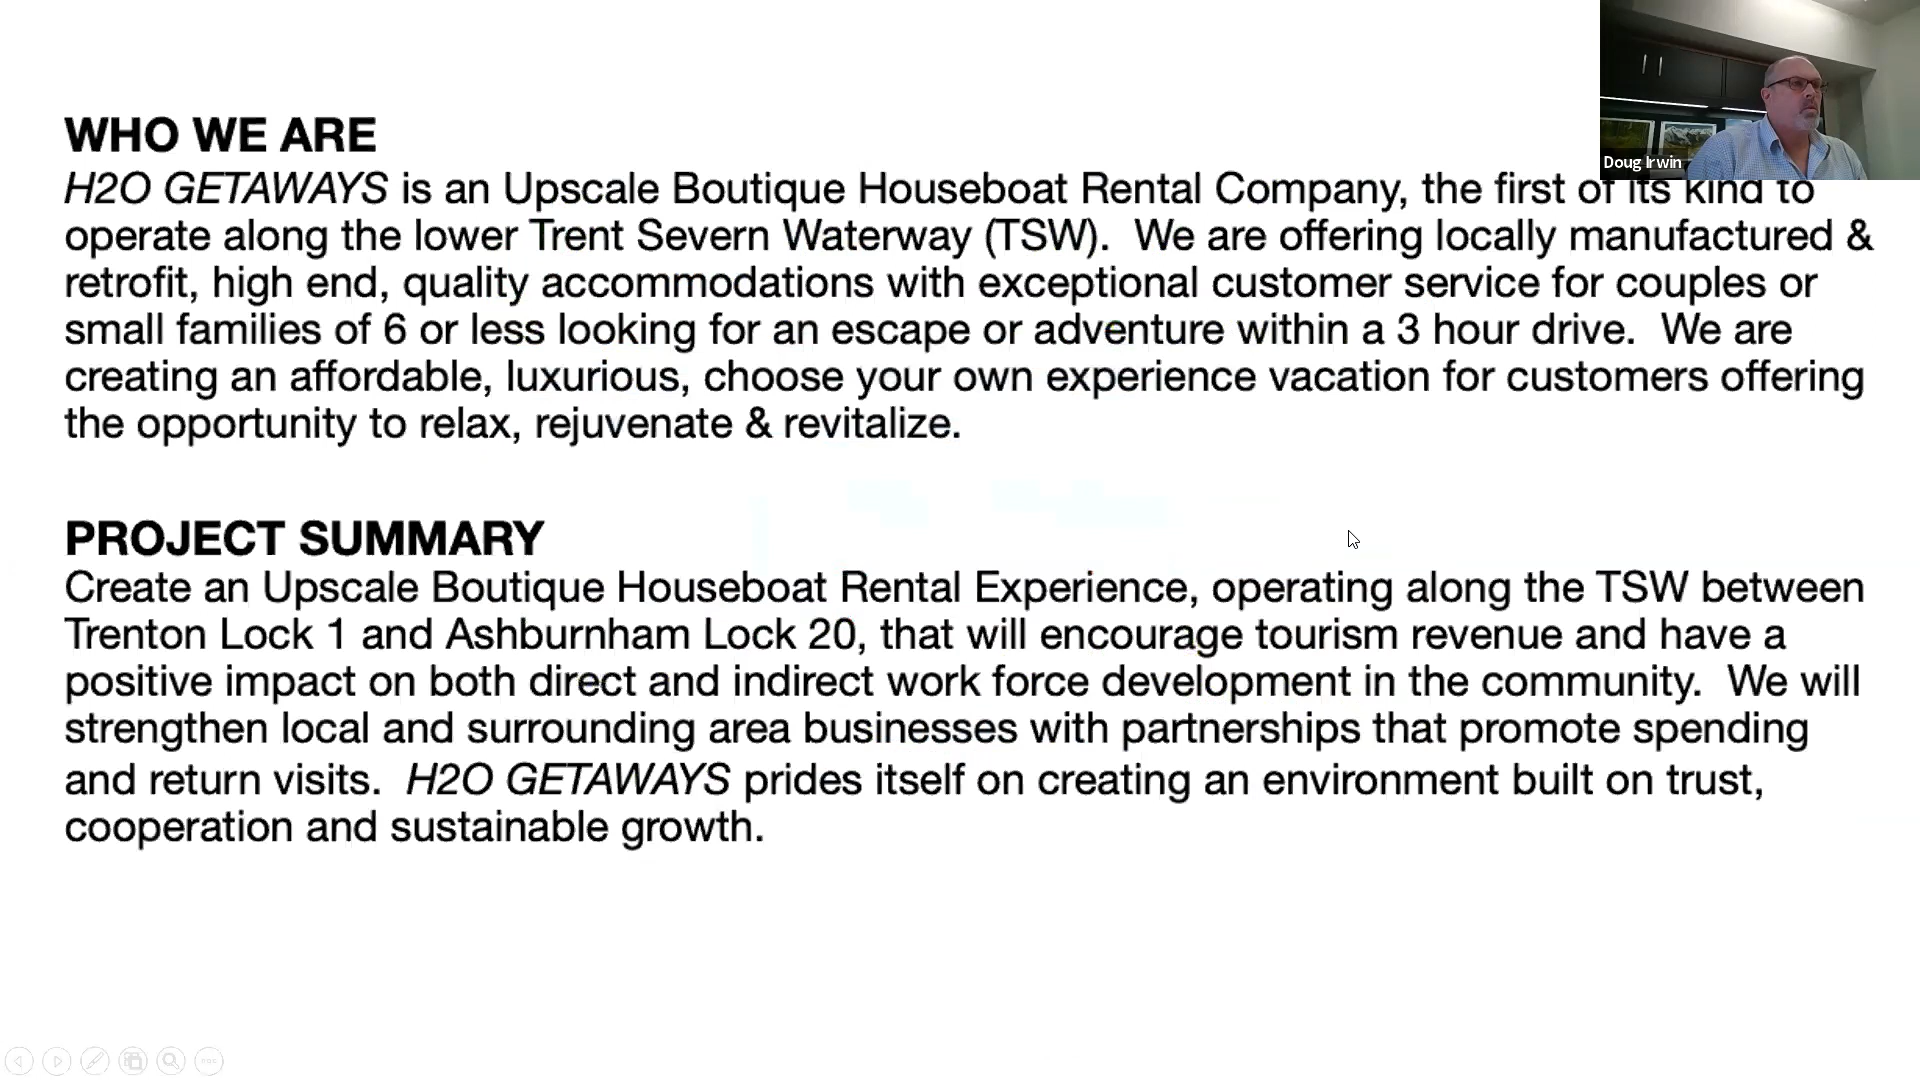 Doug Irwin
WHO WE ARE
H2O GETAWAYS is an Upscale Boutique Houseboat Rental Company, the first of its kind to
operate along the lower Trent Severn Waterway (TSW).  We are offering locally manufactured &
retrofit, high end, quality accommodations with exceptional customer service for couples or
small families of 6 or less looking for an escape or adventure within a 3 hour drive.  We are
creating an affordable, luxurious, choose your own experience vacation for customers offering
the opportunity to relax, rejuvenate & revitalize.
PROJECT SUMMARY
Create an Upscale Boutique Houseboat Rental Experience, operating along the TSW between
Trenton Lock 1 and Ashburnham Lock 20, that will encourage tourism revenue and have a
positive impact on both direct and indirect work force development in the community.  We will
strengthen local and surrounding area businesses with partnerships that promote spending
and return visits.  H2O GETAWAYS prides itself on creating an environment built on trust,
cooperation and sustainable growth.